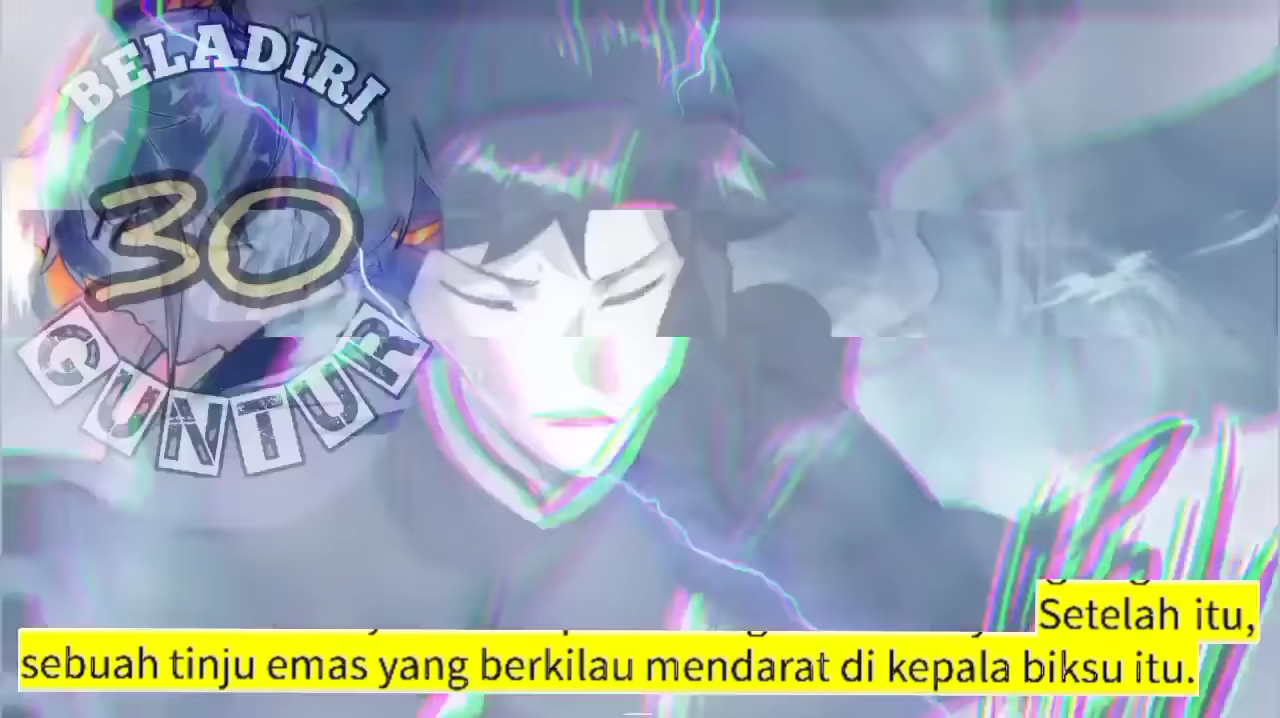 BELADIRI
30
GUNTUR
Setelah itu,
sebuah tinju emas yang berkilau mendarat di kepala biksu itu.